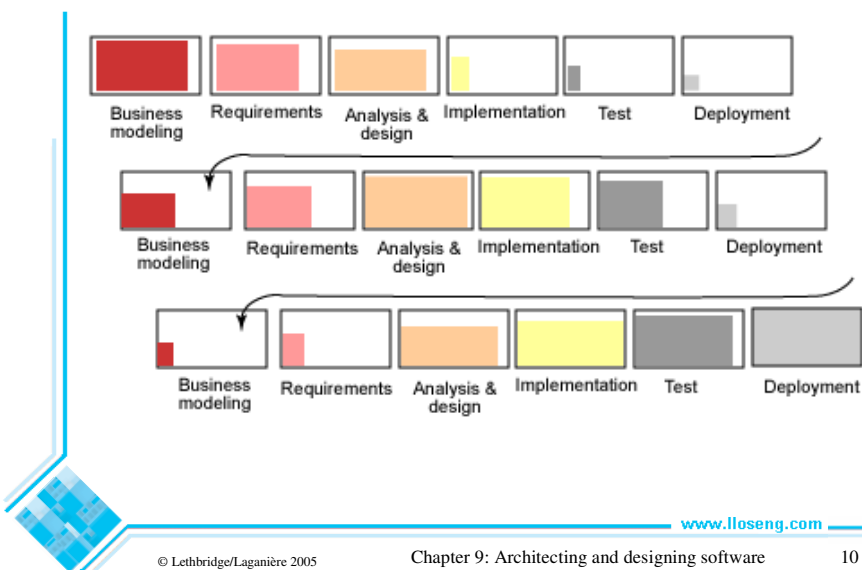 Business modeling
Requirements
Analysis & design
Implementation
Test
Deployment
Business modeling
Requirements
Analysis & design
Implementation
Test
Deployment
Business modeling
Requirements
Analysis & design
Implementation
Test
Deployment
www.lloseng.com
© Lethbridge/Laganière 2005
Chapter 9: Architecting and designing software
10